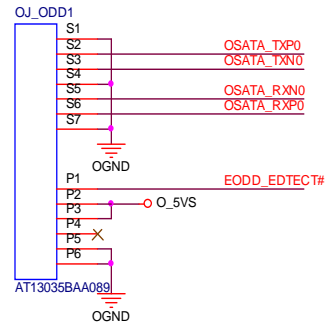 OJ_ODD1
S1
S2 OSATA_TXP0
S3 OSATA_TXN0
S4
S5 OSATA_RXN0
S6 OSATA_RXP0
S7
OGND
P1 EODD_EDTECT#
P2 O_5VS
P3
P4
P5
P6
AT13035BAA089
OGND